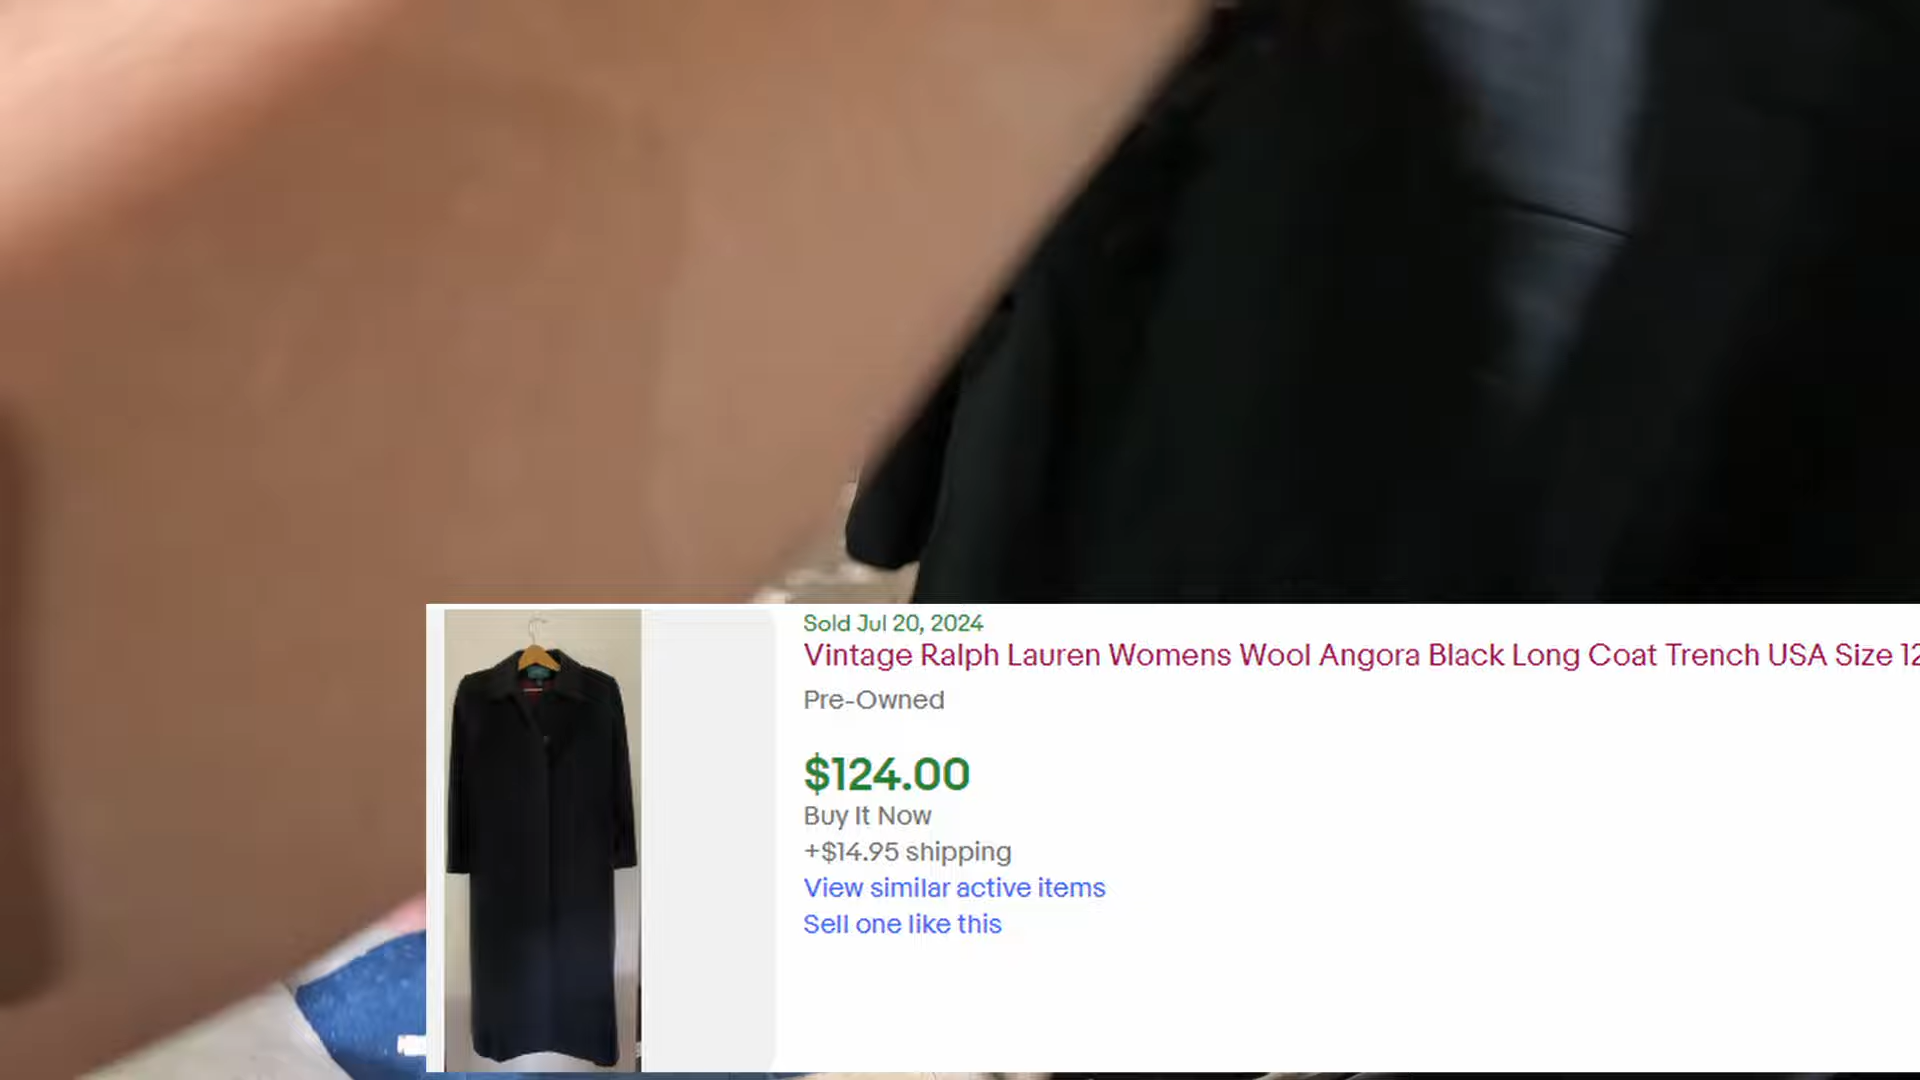 Sold Jul 20, 2024
Vintage Ralph Lauren Womens Wool Angora Black Long Coat Trench USA Size 12
Pre-Owned
$124.00
Buy It Now
+$14.95 shipping
View similar active items
Sell one like this